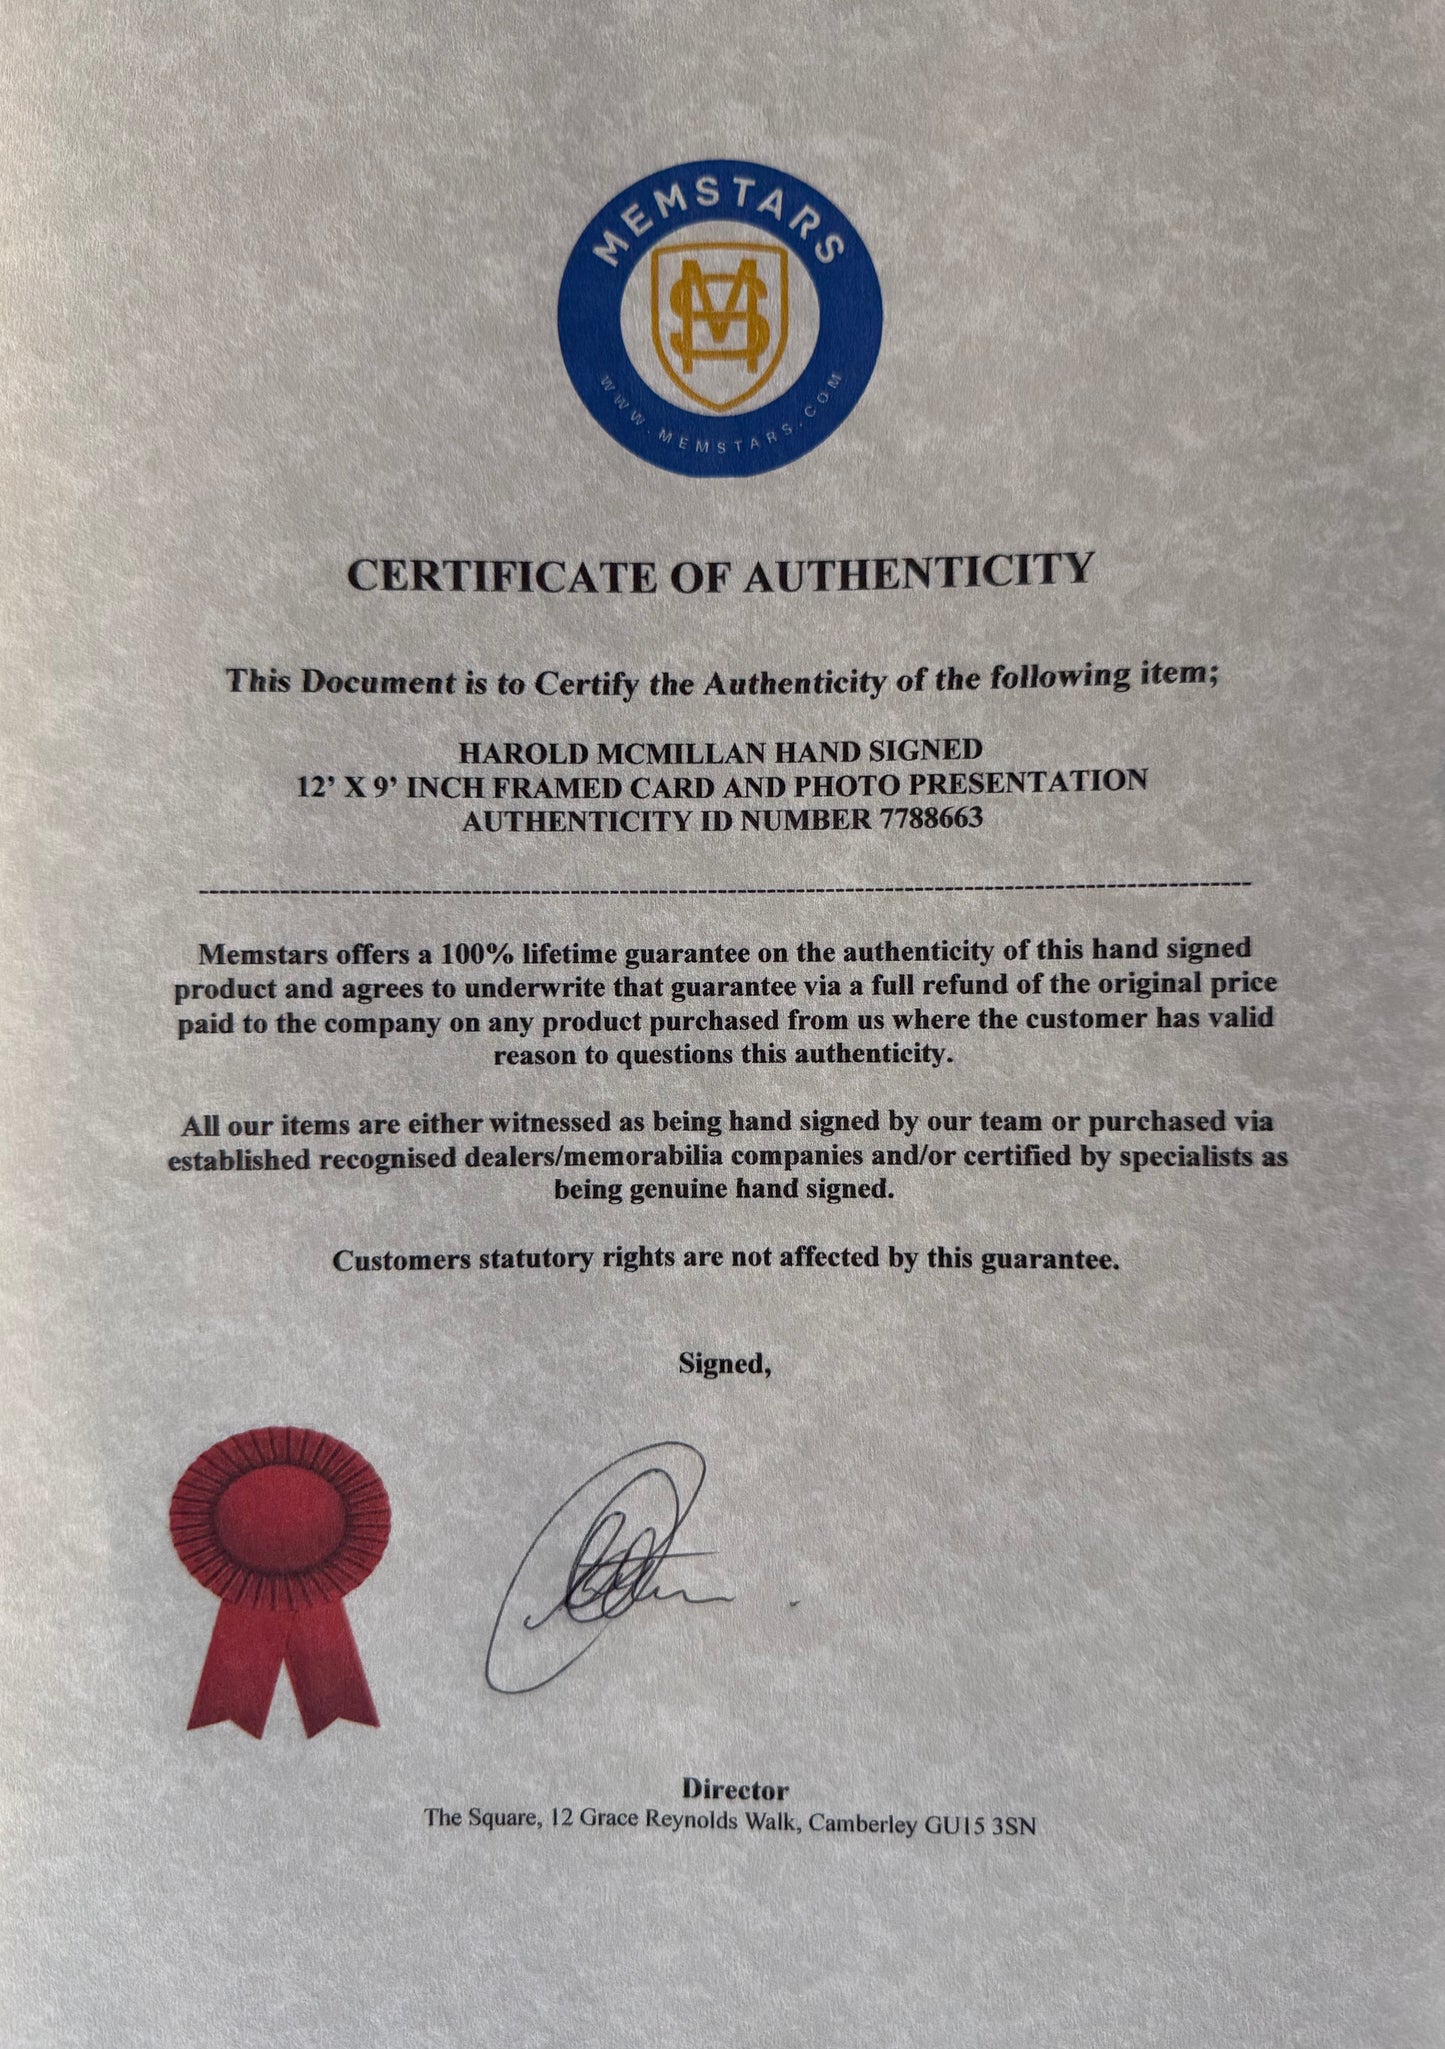 MEMSTARS
MS
WWW.MEMSTARS.COM
CERTIFICATE OF AUTHENTICITY
This Document is to Certify the Authenticity of the following item;
HAROLD MCMILLAN HAND SIGNED
12’ X 9’ INCH FRAMED CARD AND PHOTO PRESENTATION
AUTHENTICITY ID NUMBER 7788663
Memstars offers a 100% lifetime guarantee on the authenticity of this hand signed
product and agrees to underwrite that guarantee via a full refund of the original price
paid to the company on any product purchased from us where the customer has valid
reason to questions this authenticity.
All our items are either witnessed as being hand signed by our team or purchased via
established recognised dealers/memorabilia companies and/or certified by specialists as
being genuine hand signed.
Customers statutory rights are not affected by this guarantee.
Signed,
Director
The Square, 12 Grace Reynolds Walk, Camberley GU15 3SN